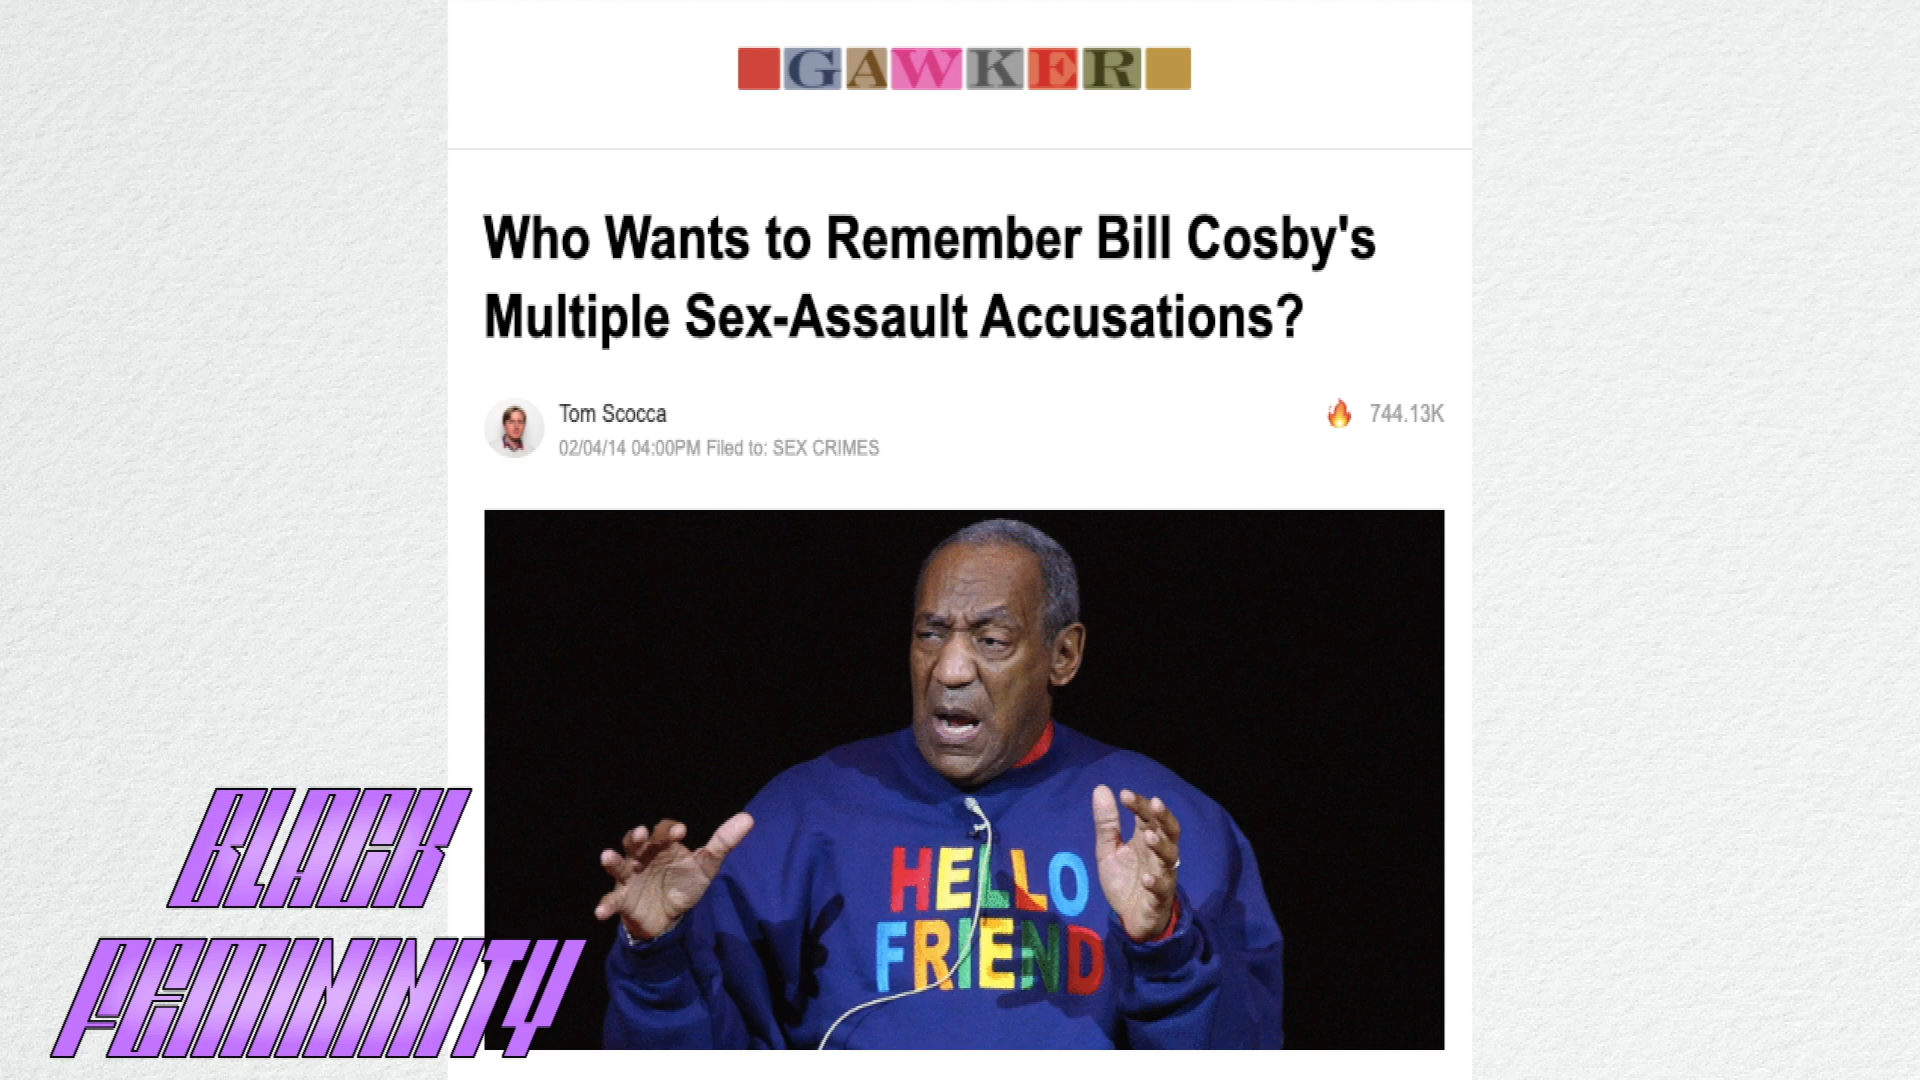 GAWKER
Who Wants to Remember Bill Cosby's
Multiple Sex-Assault Accusations?
Tom Scocca
744.13K
02/04/14 04:00PM Filed to: SEX CRIMES
HELLO
FRIEND
BLACK
FEMININITY